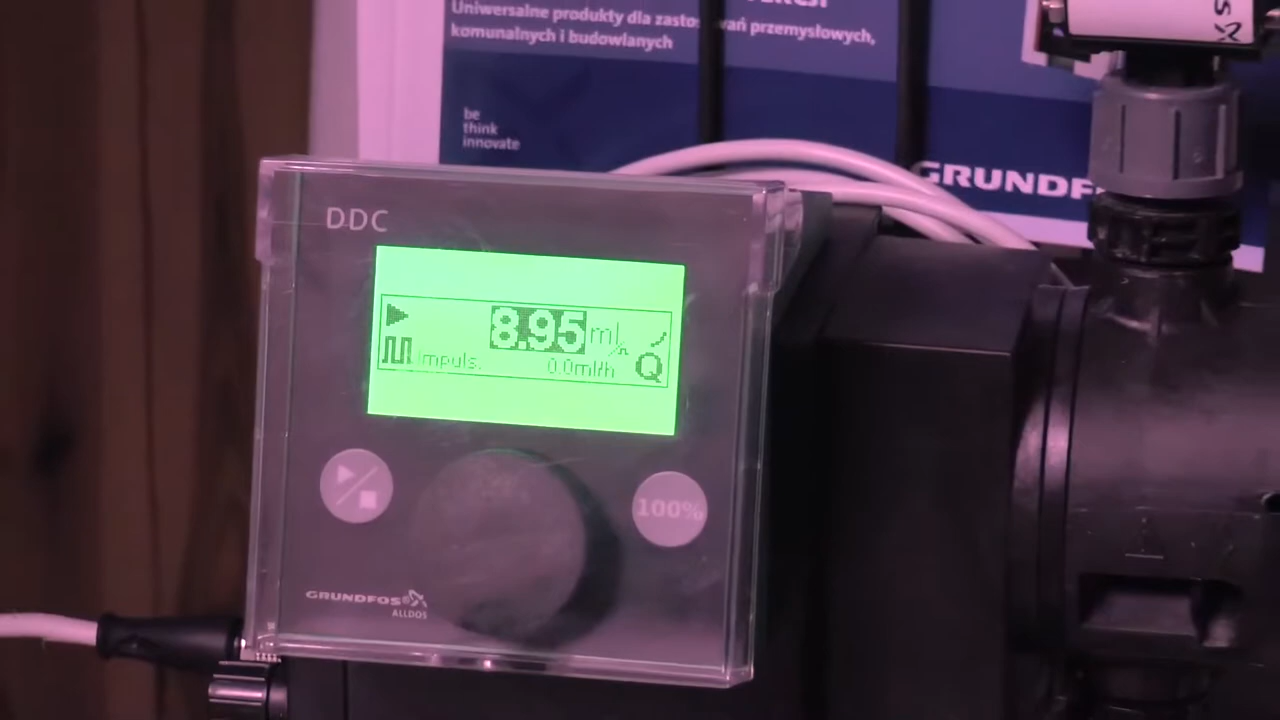 Uniwersalne produkty dla zastosowań przemysłowych,
komunalnych i budowlanych
be
think
innovate
GRUNDF
DDC
8.95 ml/
Impuls. 0.0ml/h
Q
100%
GRUNDFOS
ALLDOS